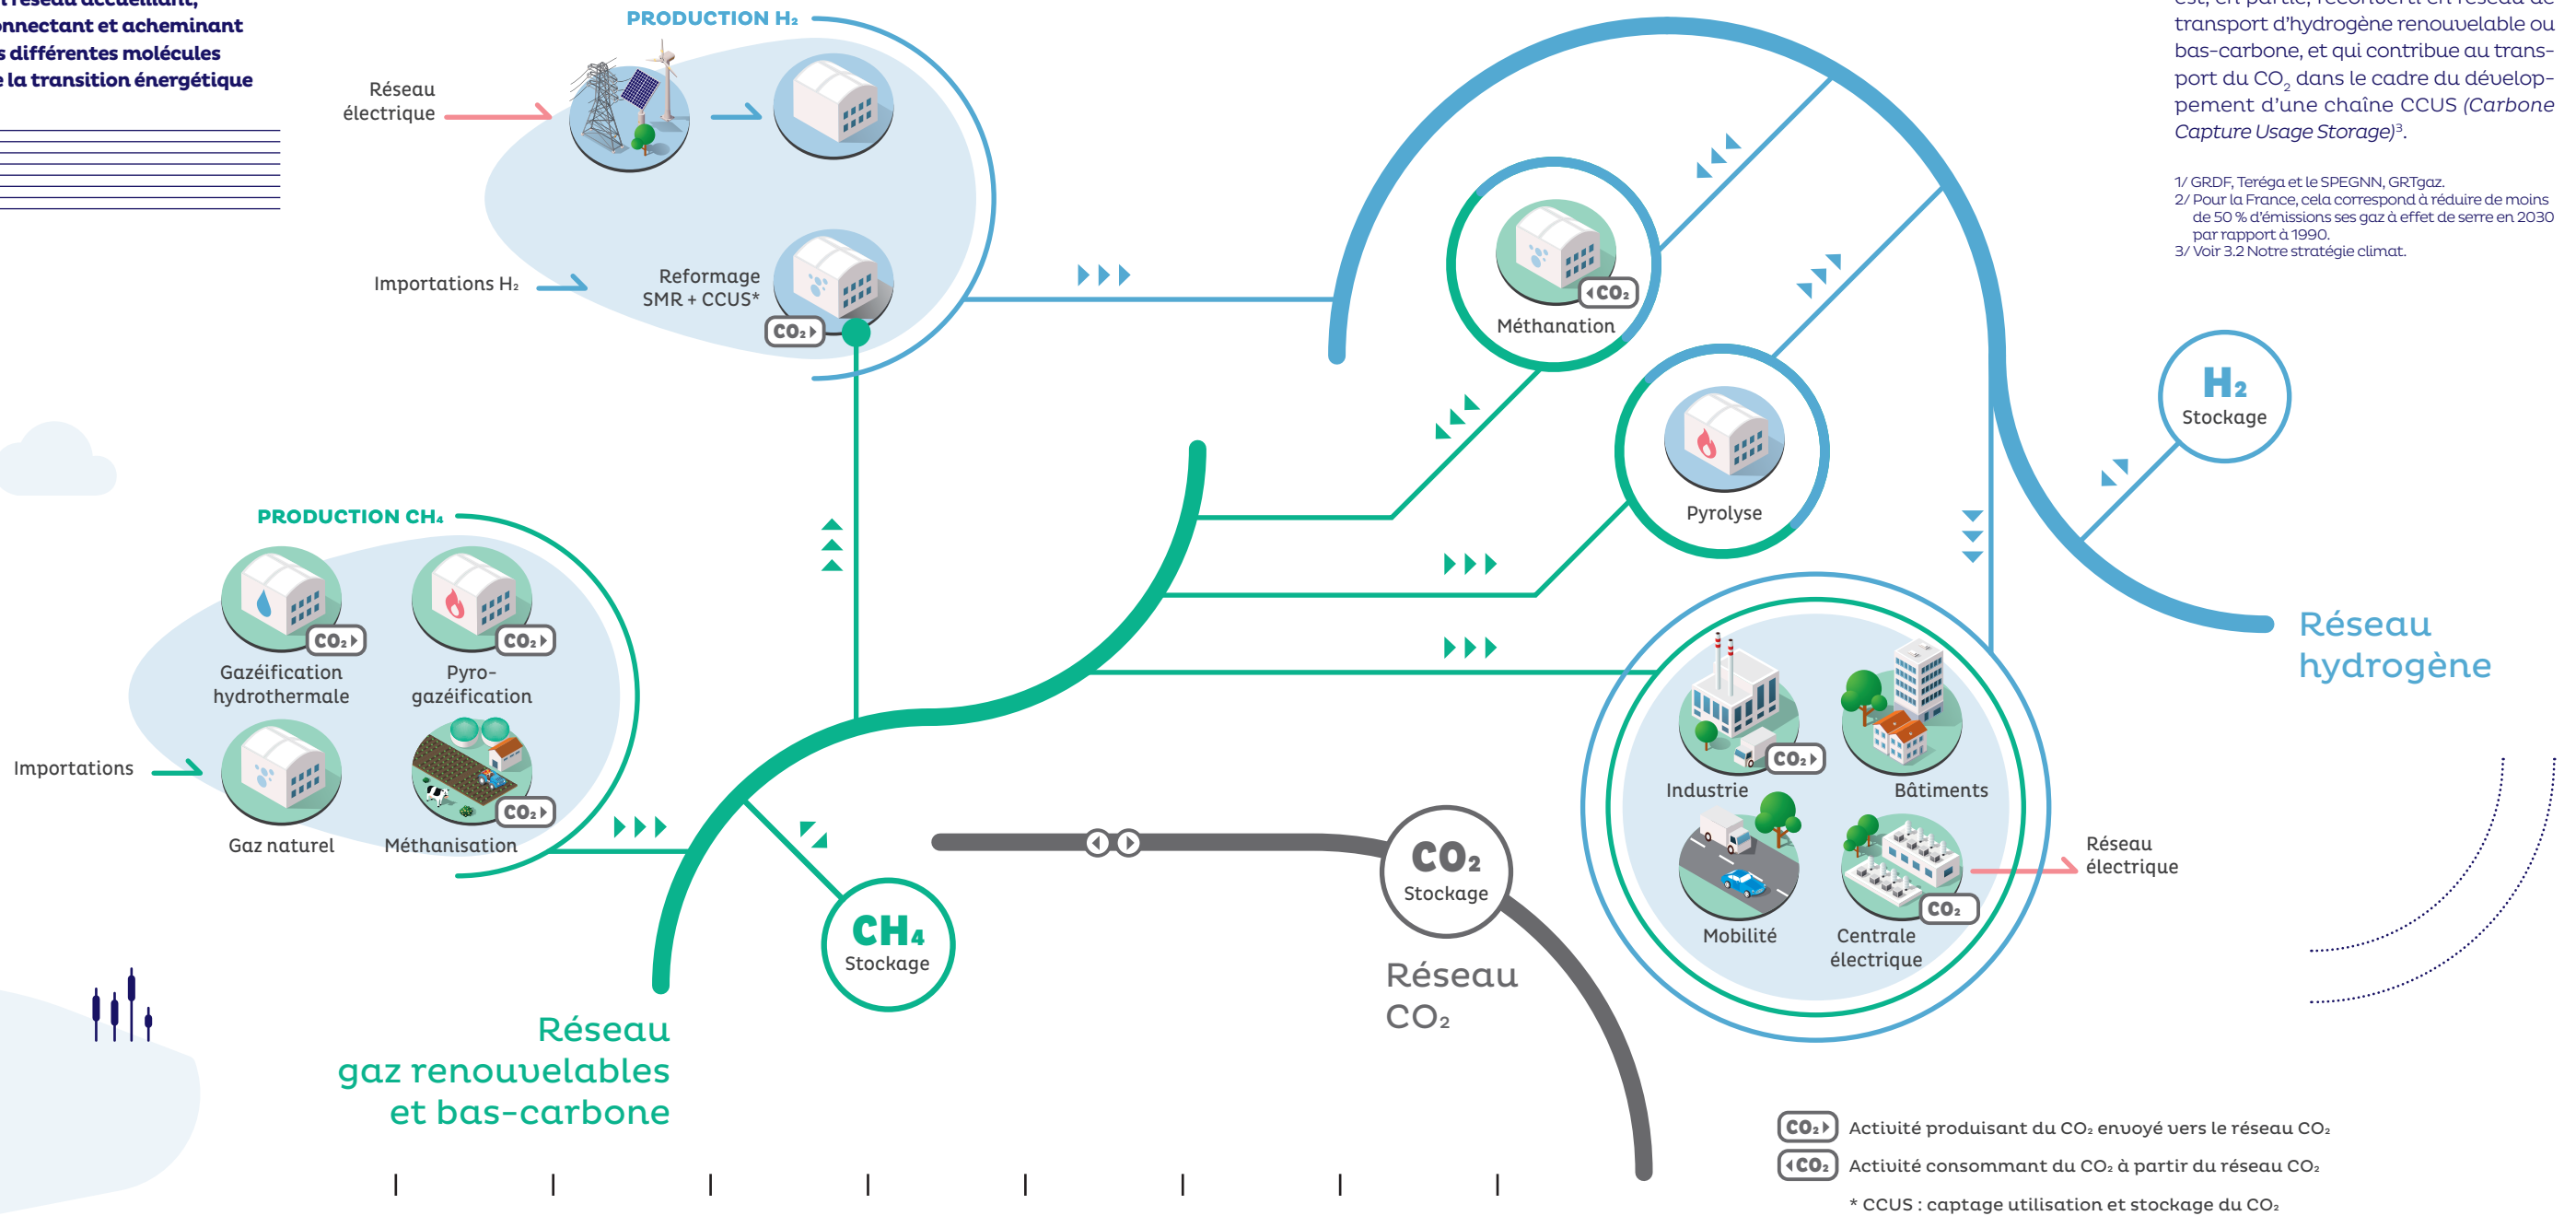 connectant et acheminant
les différentes molécules
de la transition énergétique
PRODUCTION H₂
Réseau
électrique
Importations H₂
Reformage
SMR + CCUS*
CO₂
PRODUCTION CH₄
CO₂
CO₂
Gazéification
hydrothermale
Pyro-
gazéification
Importations
CO₂
Gaz naturel
Méthanisation
CO₂
Méthanation
Pyrolyse
H₂
Stockage
Réseau
hydrogène
CO₂
Industrie
Bâtiments
CO₂
Mobilité
Centrale
électrique
Réseau
électrique
CH₄
Stockage
CO₂
Stockage
Réseau
CO₂
Réseau
gaz renouvelables
et bas-carbone
est, en partie, reconverti en réseau de
transport d'hydrogène renouvelable ou
bas-carbone, et qui contribue au trans-
port du CO₂ dans le cadre du dévelop-
pement d'une chaîne CCUS (Carbone
Capture Usage Storage)³.
1/ GRDF, Teréga et le SPEGNN, GRTgaz.
2/ Pour la France, cela correspond à réduire de moins
de 50 % d'émissions ses gaz à effet de serre en 2030
par rapport à 1990.
3/ Voir 3.2 Notre stratégie climat.
CO₂ Activité produisant du CO₂ envoyé vers le réseau CO₂
CO₂ Activité consommant du CO₂ à partir du réseau CO₂
* CCUS : captage utilisation et stockage du CO₂